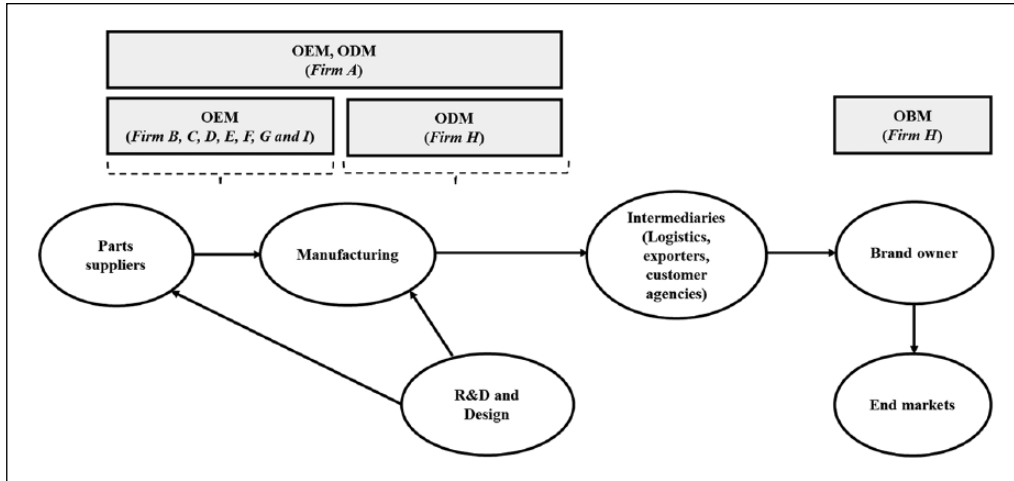 OEM, ODM
(Firm A)
OEM
(Firm B, C, D, E, F, G and I)
ODM
(Firm H)
OBM
(Firm H)
Parts
suppliers
Manufacturing
Intermediaries
(Logistics,
exporters,
customer
agencies)
Brand owner
R&D and
Design
End markets